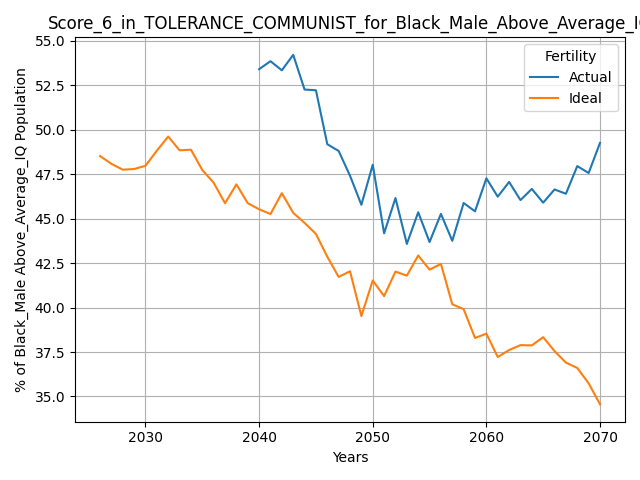 Score_6_in_TOLERANCE_COMMUNIST_for_Black_Male_Above_Average_IQ
55.0
52.5
50.0
47.5
45.0
42.5
40.0
37.5
35.0
% of Black_Male Above_Average_IQ Population
Fertility
Actual
Ideal
2030
2040
2050
2060
2070
Years